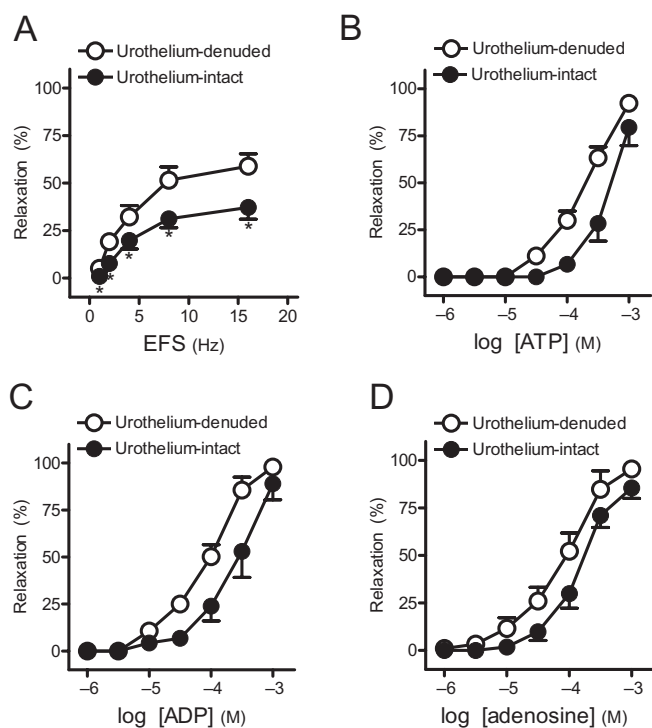 A
Urothelium-denuded
Urothelium-intact
100
75
50
25
0
Relaxation (%)
*
*
*
*
*
0 5 10 15 20
EFS (Hz)
B
Urothelium-denuded
Urothelium-intact
100
75
50
25
0
Relaxation (%)
–6 –5 –4 –3
log [ATP] (M)
C
Urothelium-denuded
Urothelium-intact
100
75
50
25
0
Relaxation (%)
–6 –5 –4 –3
log [ADP] (M)
D
Urothelium-denuded
Urothelium-intact
100
75
50
25
0
Relaxation (%)
–6 –5 –4 –3
log [adenosine] (M)